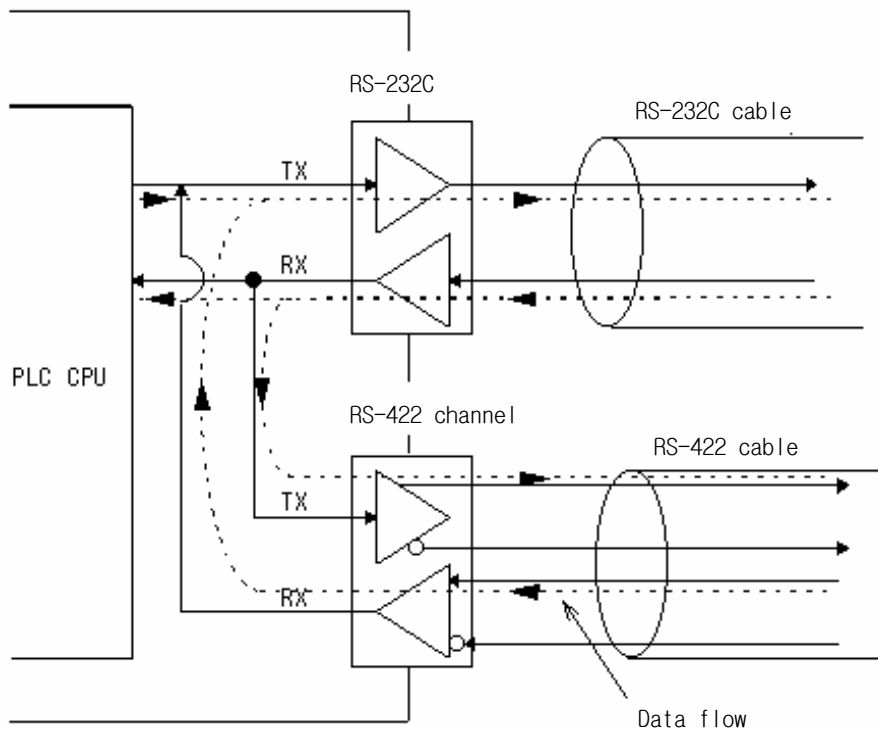 RS-232C
RS-232C cable
TX
RX
PLC CPU
RS-422 channel
RS-422 cable
TX
RX
Data flow